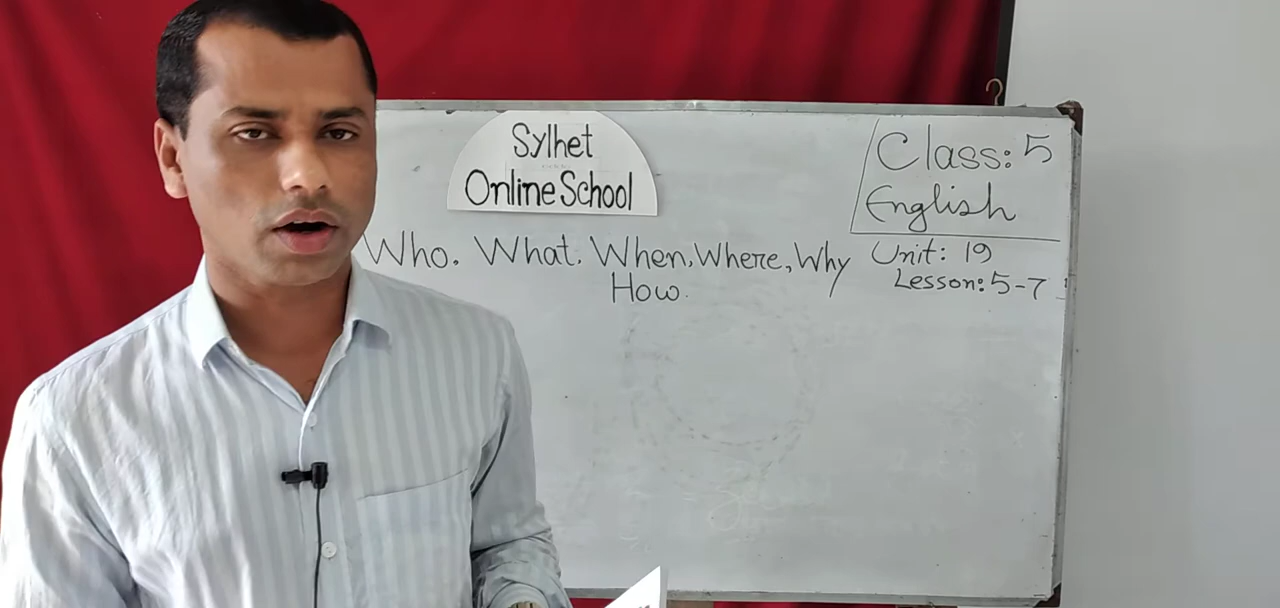 Sylhet
Online School
Class: 5
English
Unit: 19
Lesson: 5-7
Who. What. When, Where, Why
How.